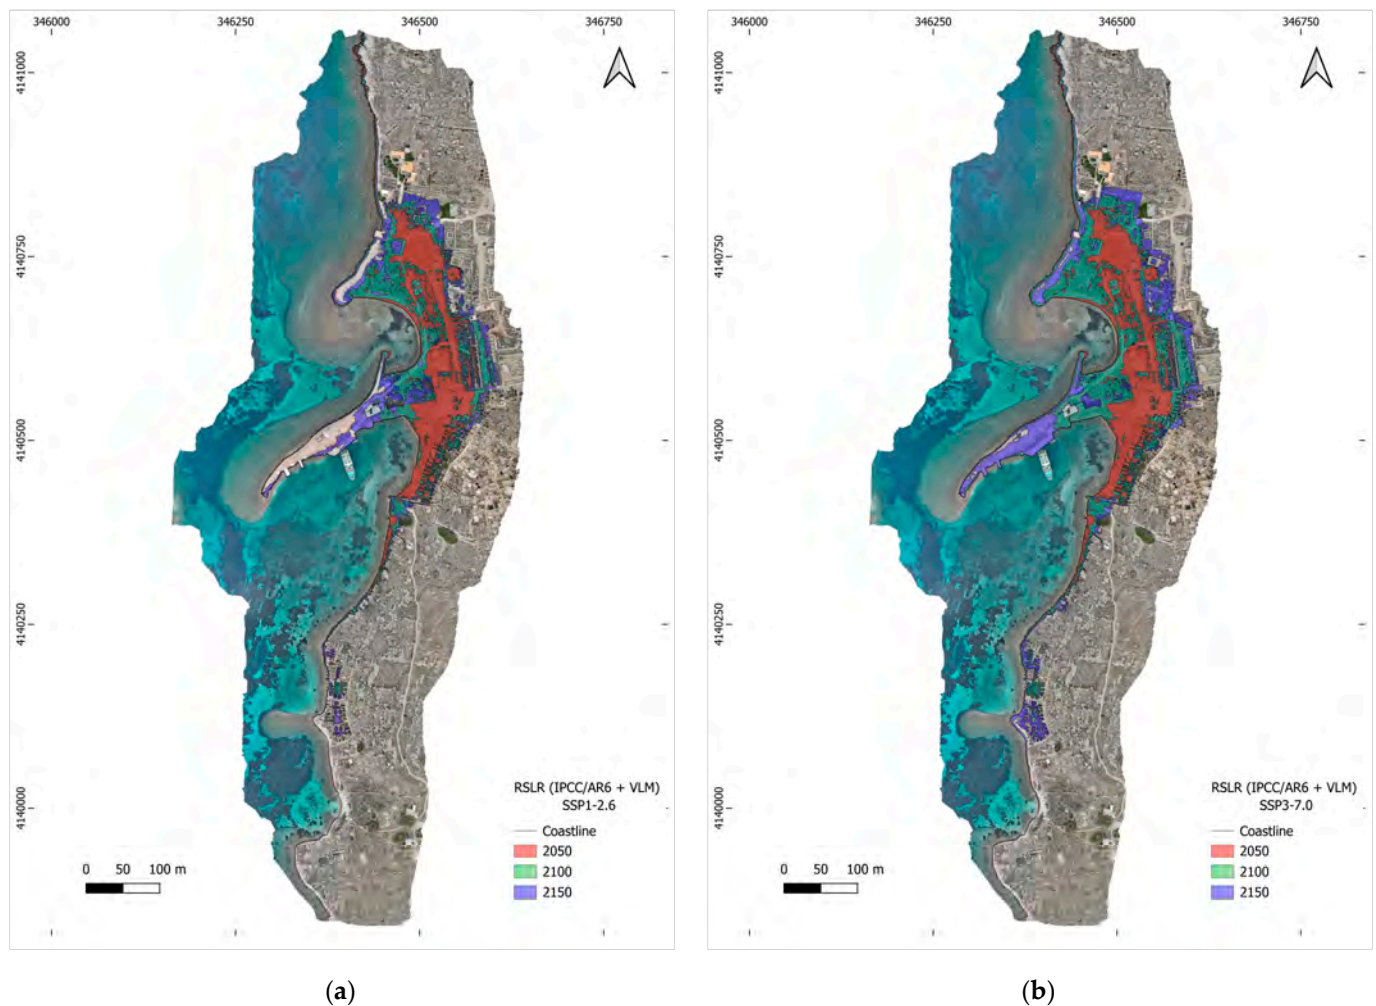 346000 346250 346500 346750
4141000
4140750
4140500
4140250
4140000
RSLR (IPCC/AR6 + VLM)
SSP1-2.6
Coastline
2050
2100
2150
0 50 100 m
(a)
346000 346250 346500 346750
4141000
4140750
4140500
4140250
4140000
RSLR (IPCC/AR6 + VLM)
SSP3-7.0
Coastline
2050
2100
2150
0 50 100 m
(b)